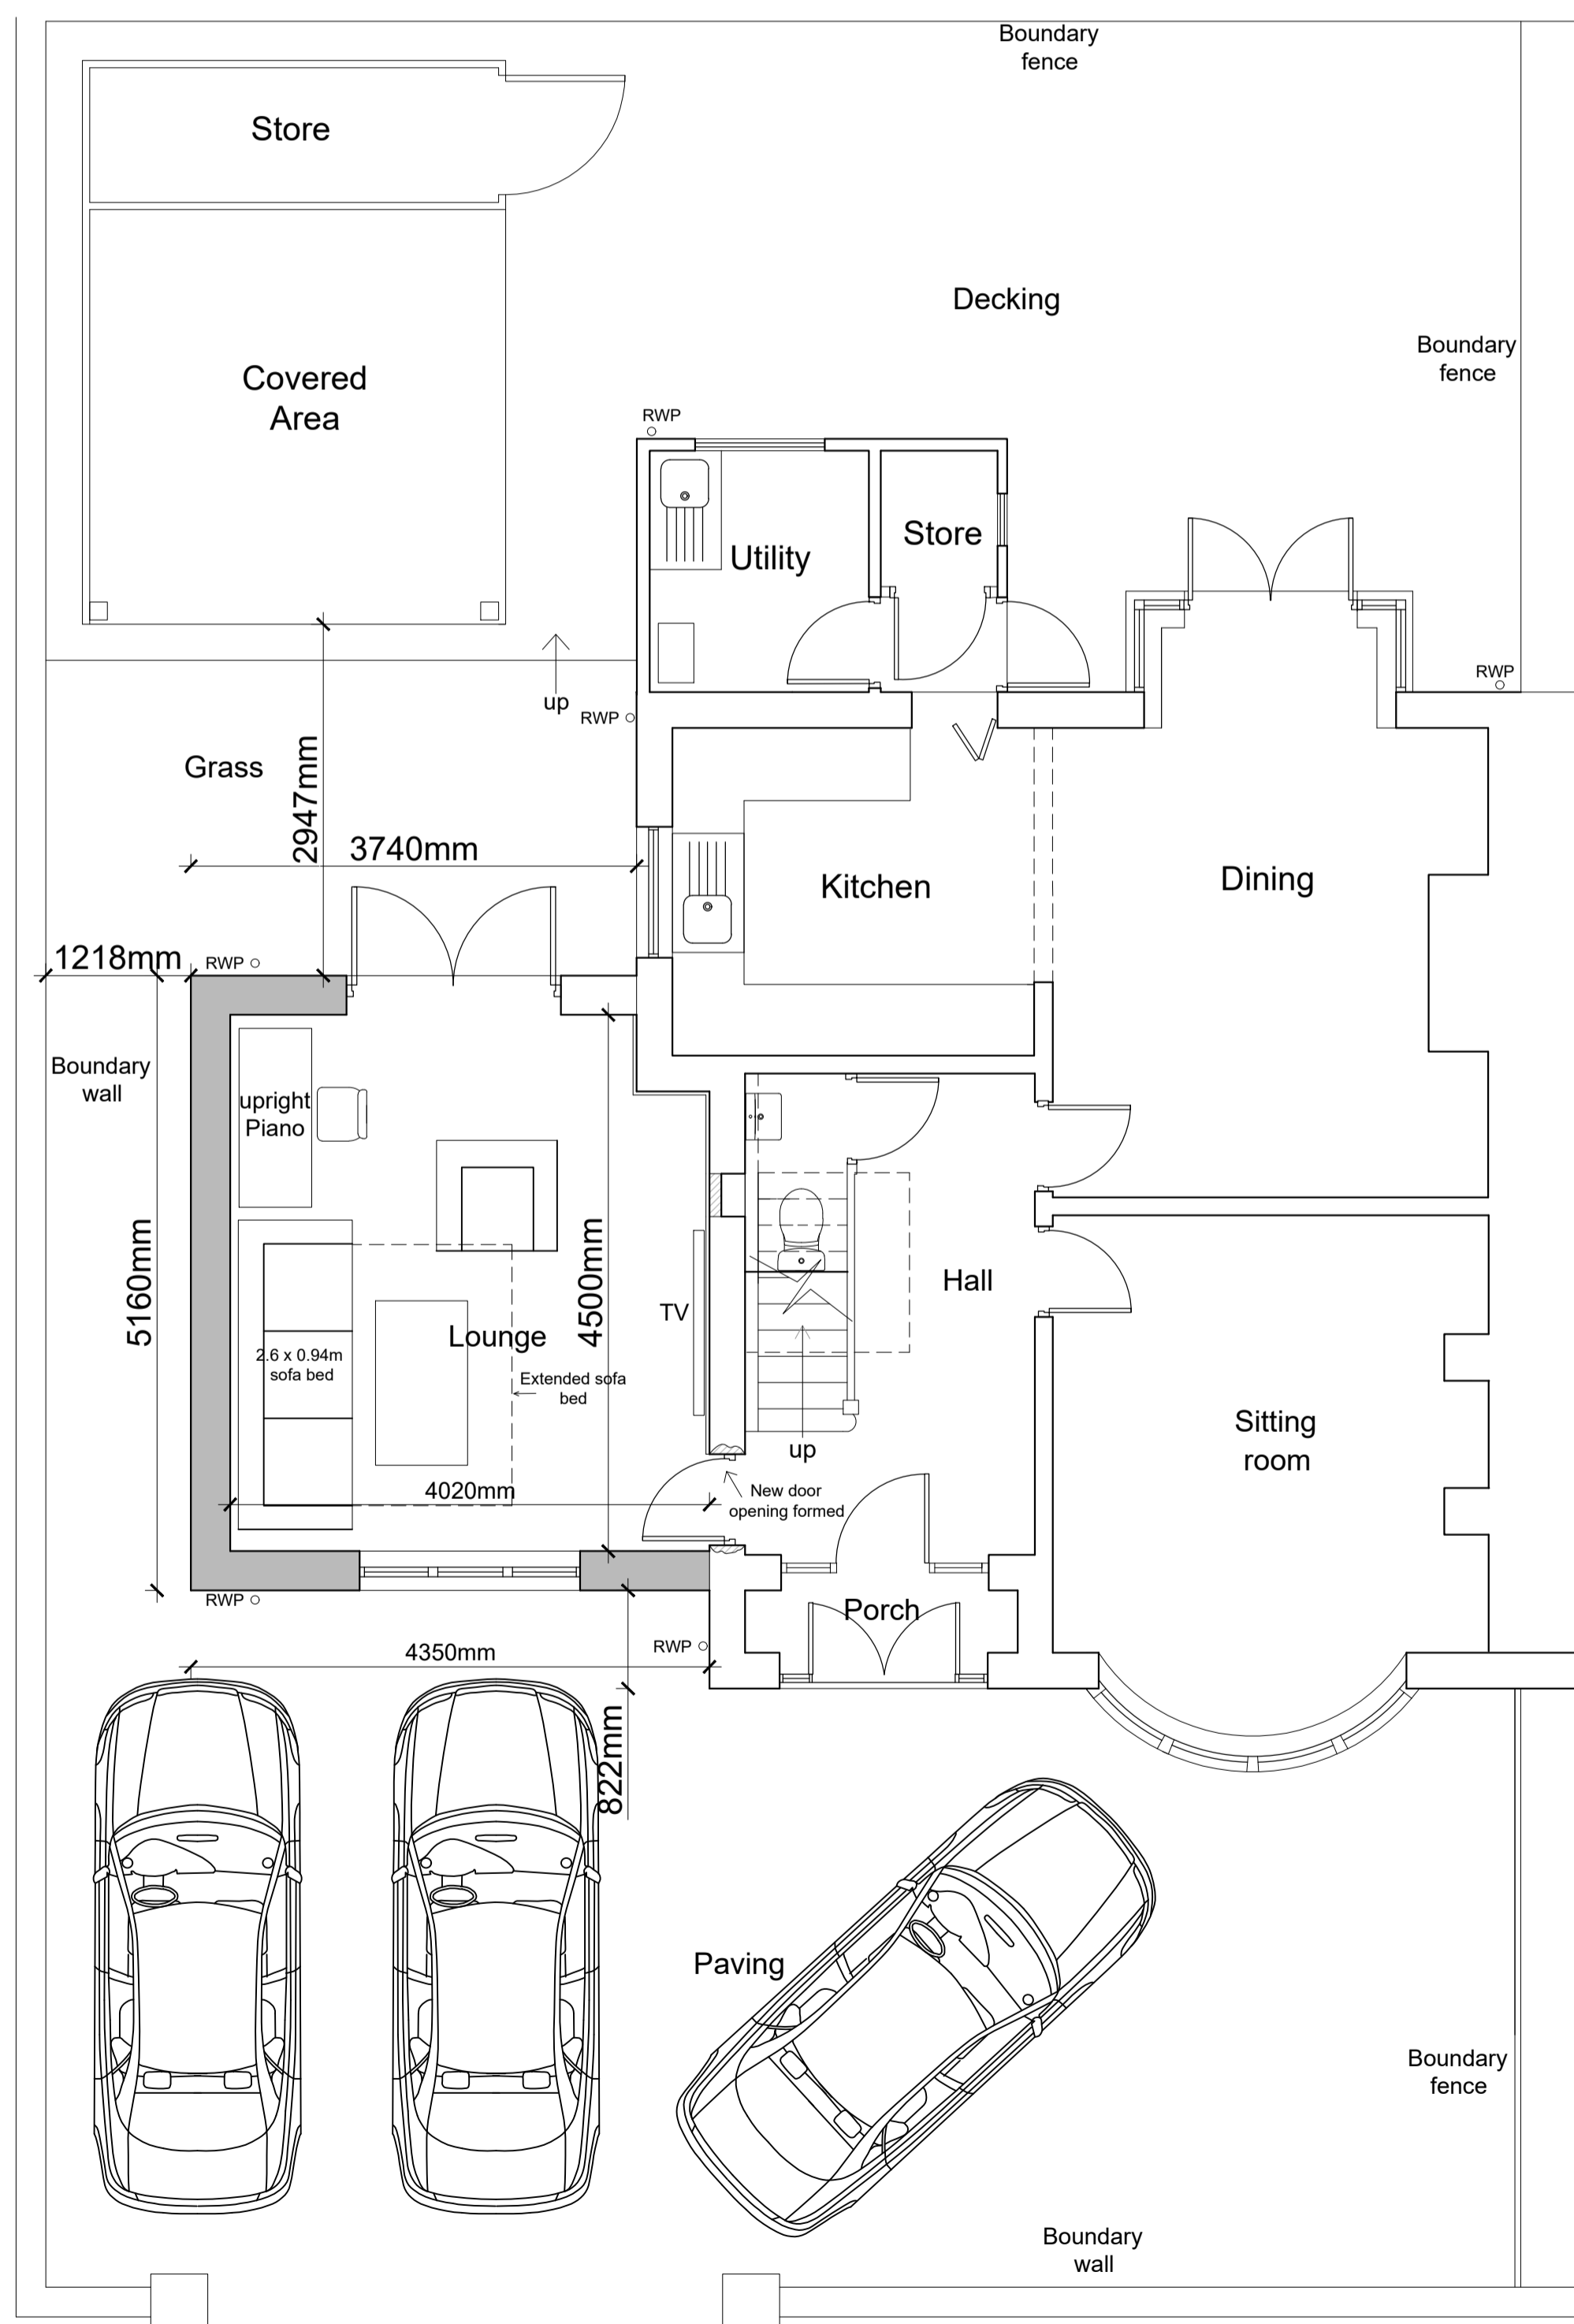 Boundary
fence
Store
Decking
Boundary
fence
Covered
Area
RWP
Store
Utility
RWP
up
RWP
Grass
2947mm
3740mm
Kitchen
Dining
1218mm
RWP
Boundary
wall
upright
Piano
5160mm
4500mm
Hall
TV
Lounge
2.6 x 0.94m
sofa bed
Extended sofa
bed
Sitting
room
up
4020mm
New door
opening formed
RWP
Porch
RWP
4350mm
822mm
Paving
Boundary
fence
Boundary
wall